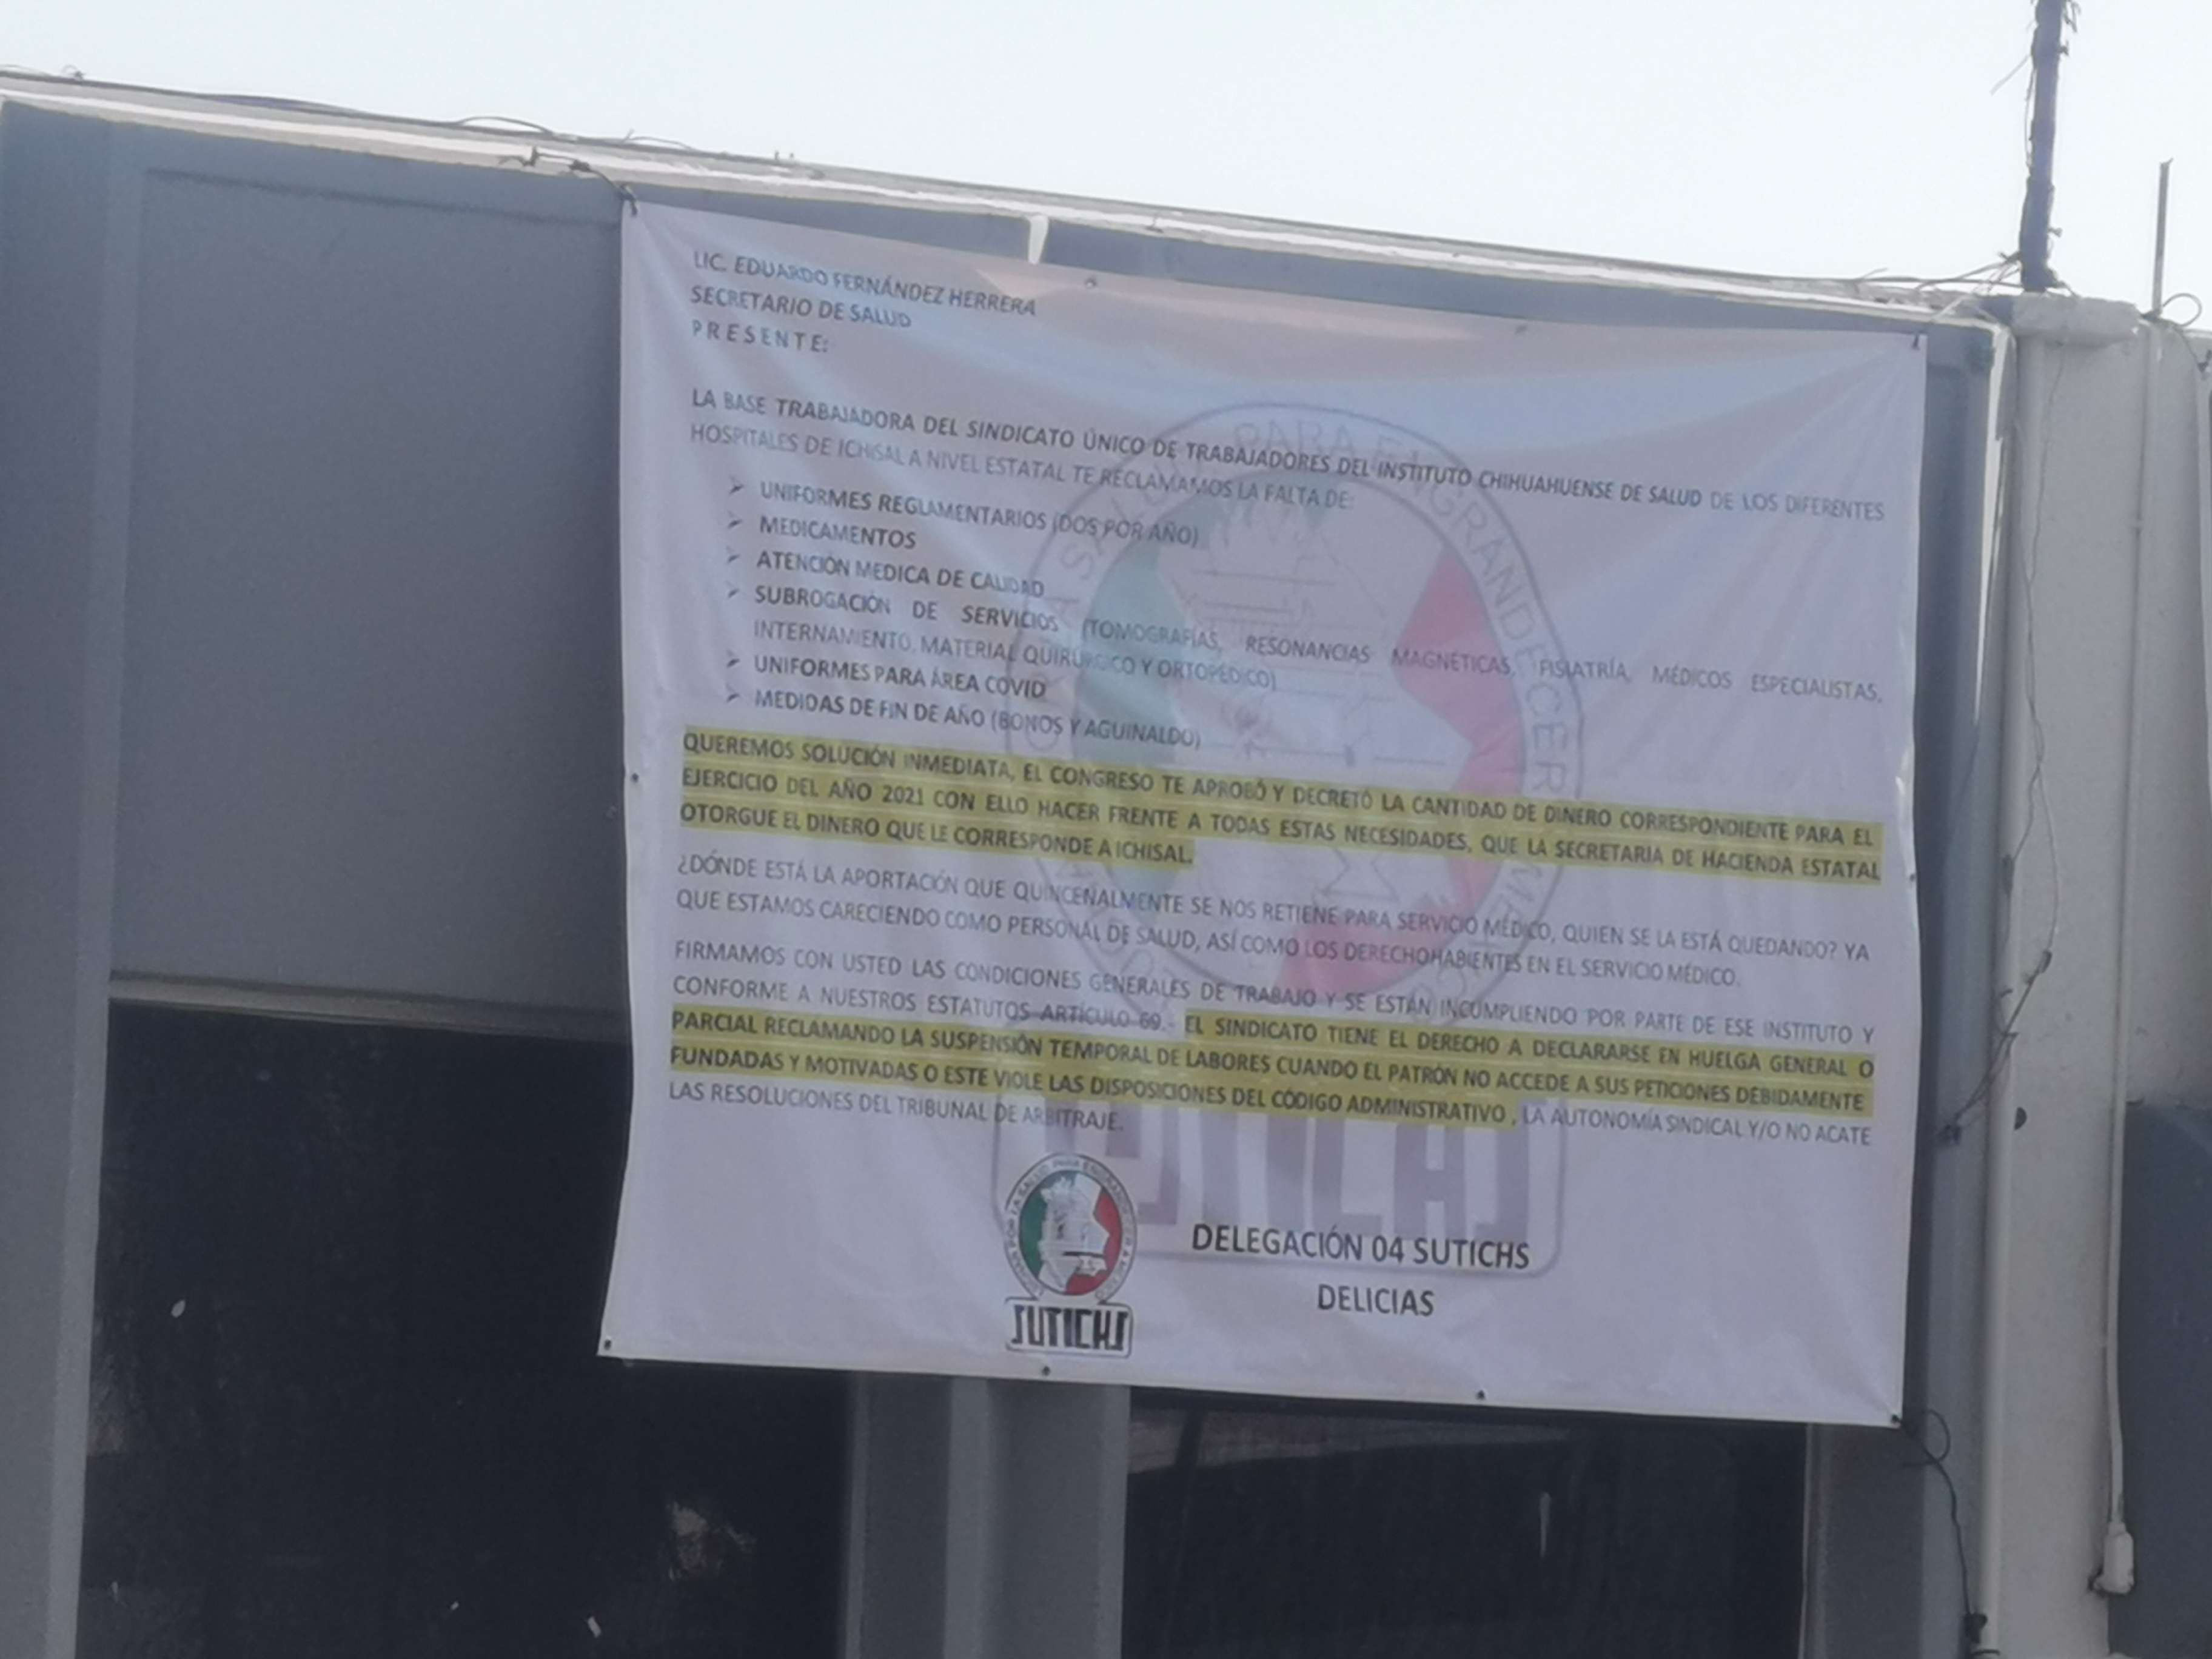 LIC. EDUARDO FERNÁNDEZ HERRERA
SECRETARIO DE SALUD
P R E S E N T E:
LA BASE TRABAJADORA DEL SINDICATO ÚNICO DE TRABAJADORES DEL INSTITUTO CHIHUAHUENSE DE SALUD DE LOS DIFERENTES
HOSPITALES DE ICHISAL A NIVEL ESTATAL TE RECLAMAMOS LA FALTA DE:
➢ UNIFORMES REGLAMENTARIOS (DOS POR AÑO)
➢ MEDICAMENTOS
➢ ATENCIÓN MEDICA DE CALIDAD
➢ SUBROGACIÓN DE SERVICIOS (TOMOGRAFÍAS, RESONANCIAS MAGNÉTICAS, FISIATRÍA, MÉDICOS ESPECIALISTAS,
INTERNAMIENTO, MATERIAL QUIRÚRGICO Y ORTOPÉDICO)
➢ UNIFORMES PARA ÁREA COVID
➢ MEDIDAS DE FIN DE AÑO (BONOS Y AGUINALDO)
QUEREMOS SOLUCIÓN INMEDIATA, EL CONGRESO TE APROBÓ Y DECRETÓ LA CANTIDAD DE DINERO CORRESPONDIENTE PARA EL
EJERCICIO DEL AÑO 2021 CON ELLO HACER FRENTE A TODAS ESTAS NECESIDADES, QUE LA SECRETARIA DE HACIENDA ESTATAL
OTORGUE EL DINERO QUE LE CORRESPONDE A ICHISAL.
¿DÓNDE ESTÁ LA APORTACIÓN QUE QUINCENALMENTE SE NOS RETIENE PARA SERVICIO MÉDICO, QUIEN SE LA ESTÁ QUEDANDO? YA
QUE ESTAMOS CARECIENDO COMO PERSONAL DE SALUD, ASÍ COMO LOS DERECHOHABIENTES EN EL SERVICIO MÉDICO.
FIRMAMOS CON USTED LAS CONDICIONES GENERALES DE TRABAJO Y SE ESTÁN INCUMPLIENDO POR PARTE DE ESE INSTITUTO Y
CONFORME A NUESTROS ESTATUTOS ARTÍCULO 69.- EL SINDICATO TIENE EL DERECHO A DECLARARSE EN HUELGA GENERAL O
PARCIAL RECLAMANDO LA SUSPENSIÓN TEMPORAL DE LABORES CUANDO EL PATRÓN NO ACCEDE A SUS PETICIONES DEBIDAMENTE
FUNDADAS Y MOTIVADAS O ESTE VIOLE LAS DISPOSICIONES DEL CÓDIGO ADMINISTRATIVO , LA AUTONOMÍA SINDICAL Y/O NO ACATE
LAS RESOLUCIONES DEL TRIBUNAL DE ARBITRAJE.
SUTICHS
DELEGACIÓN 04 SUTICHS
DELICIAS